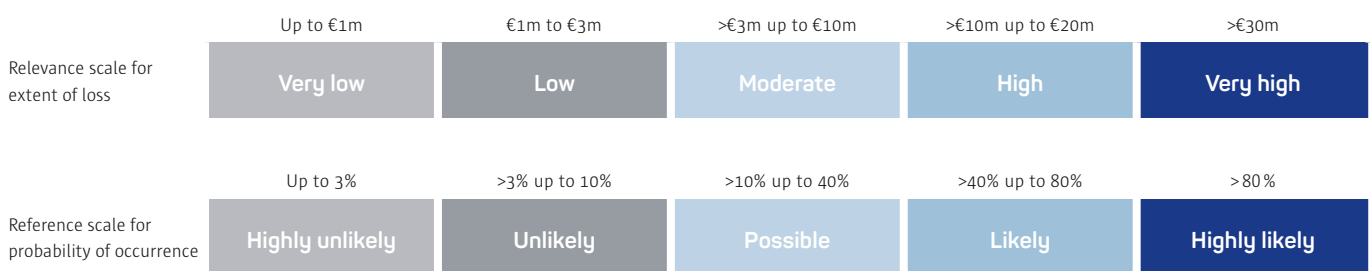 Up to €1m €1m to €3m >€3m up to €10m >€10m up to €20m >€30m
Relevance scale for
extent of loss
Very low Low Moderate High Very high
Up to 3% >3% up to 10% >10% up to 40% >40% up to 80% >80%
Reference scale for
probability of occurrence
Highly unlikely Unlikely Possible Likely Highly likely